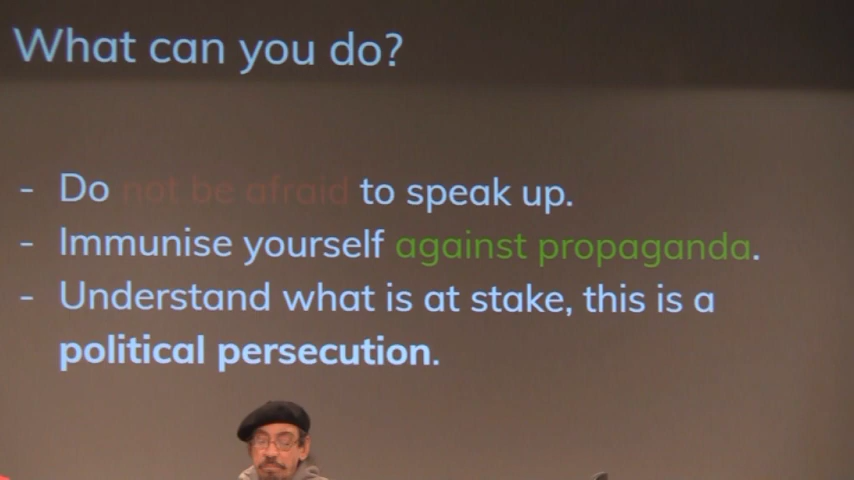 What can you do?
- Do not be afraid to speak up.
- Immunise yourself against propaganda.
- Understand what is at stake, this is a
political persecution.